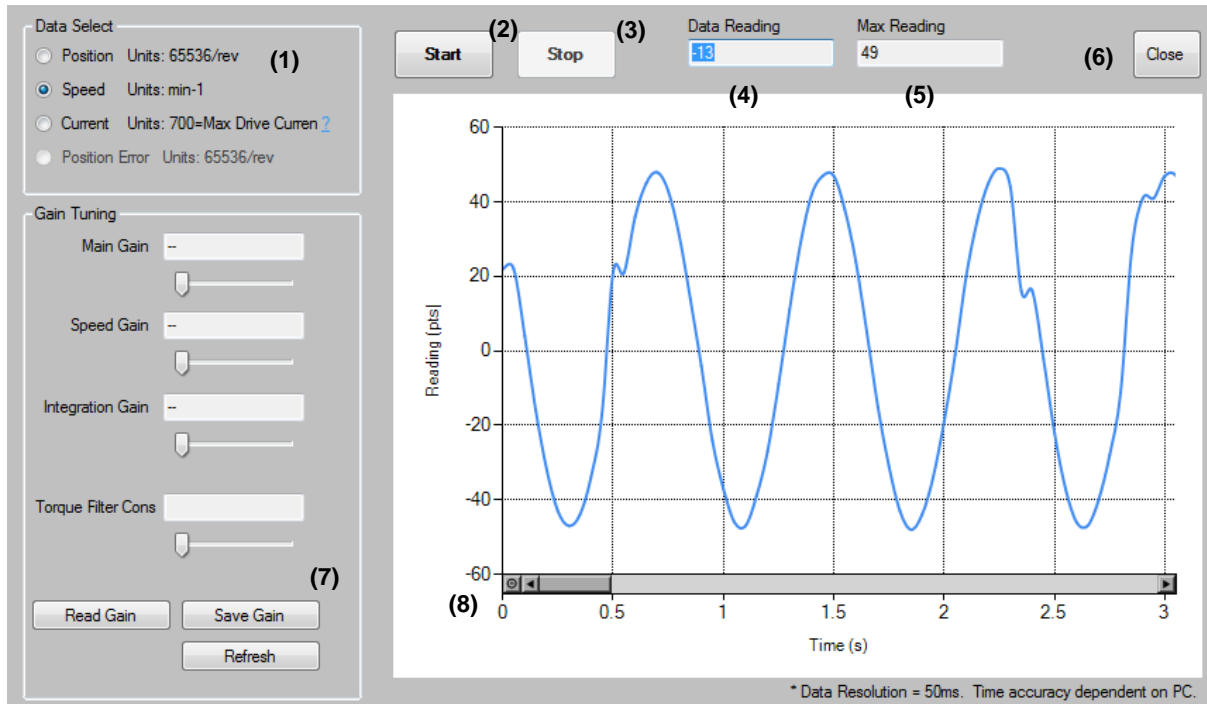 Data Select
Position Units: 65536/rev
(1)
Speed Units: min-1
Current Units: 700=Max Drive Curren ?
Position Error Units: 65536/rev
Gain Tuning
Main Gain --
Speed Gain --
Integration Gain --
Torque Filter Cons
(7)
Read Gain Save Gain
Refresh
Start (2) Stop (3)
Data Reading Max Reading
-13 49
(4) (5)
(6) Close
60
40
20
0
-20
-40
-60
Reading [pts]
(8)
0 0.5 1 1.5 2 2.5 3
Time (s)
* Data Resolution = 50ms. Time accuracy dependent on PC.